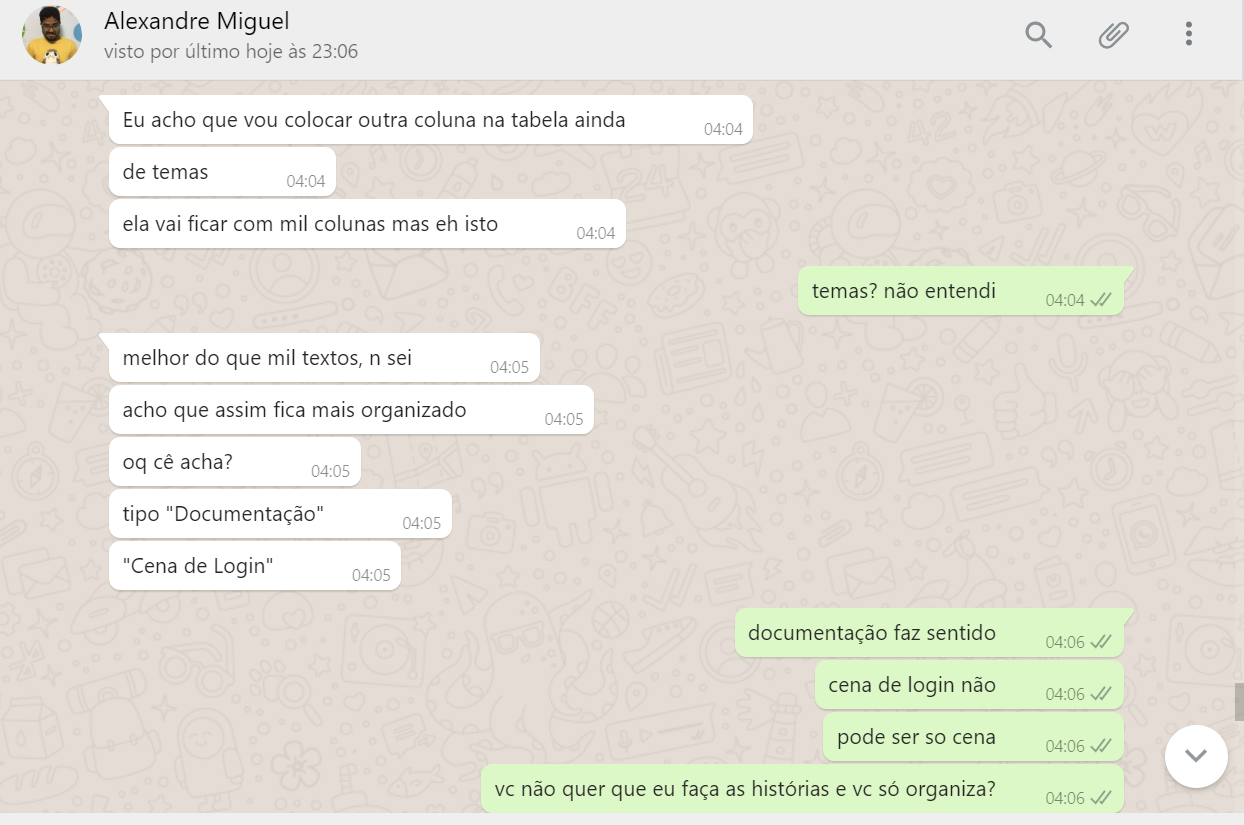 Alexandre Miguel
visto por último hoje às 23:06
Eu acho que vou colocar outra coluna na tabela ainda
04:04
de temas
04:04
ela vai ficar com mil colunas mas eh isto
04:04
temas? não entendi
04:04
melhor do que mil textos, n sei
04:05
acho que assim fica mais organizado
04:05
oq cê acha?
04:05
tipo "Documentação"
04:05
"Cena de Login"
04:05
documentação faz sentido
04:06
cena de login não
04:06
pode ser so cena
04:06
vc não quer que eu faça as histórias e vc só organiza?
04:06